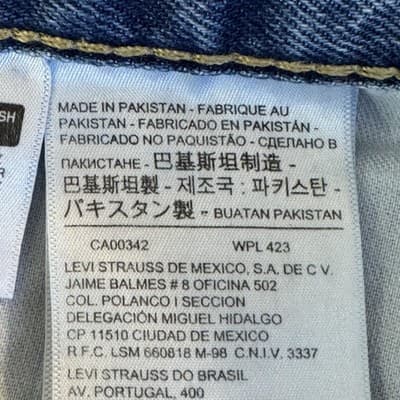 SH
R
MADE IN PAKISTAN - FABRIQUE AU
PAKISTAN - FABRICADO EN PAKISTÁN -
FABRICADO NO PAQUISTÃO - СДЕЛАНО В
ПАКИСТАНЕ - 巴基斯坦制造 -
巴基斯坦製 - 제조국 : 파키스탄 -
パキスタン製 - BUATAN PAKISTAN
CA00342 WPL 423
LEVI STRAUSS DE MEXICO, S.A. DE C.V.
JAIME BALMES # 8 OFICINA 502
COL. POLANCO I SECCION
DELEGACIÓN MIGUEL HIDALGO
CP 11510 CIUDAD DE MEXICO
R.F.C. LSM 660818 M-98 C.N.I.V. 3337
LEVI STRAUSS DO BRASIL
AV. PORTUGAL, 400